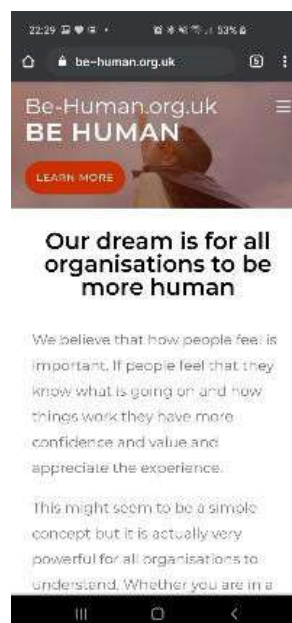 22:29
53%
be-human.org.uk
Be-Human.org.uk
BE HUMAN
LEARN MORE
Our dream is for all
organisations to be
more human
We believe that how people feel is
important. If people feel that they
know what is going on and how
things work they have more
confidence and value and
appreciate the experience.
This might seem to be a simple
concept but it is actually very
powerful for all organisations to
understand. Whether you are in a